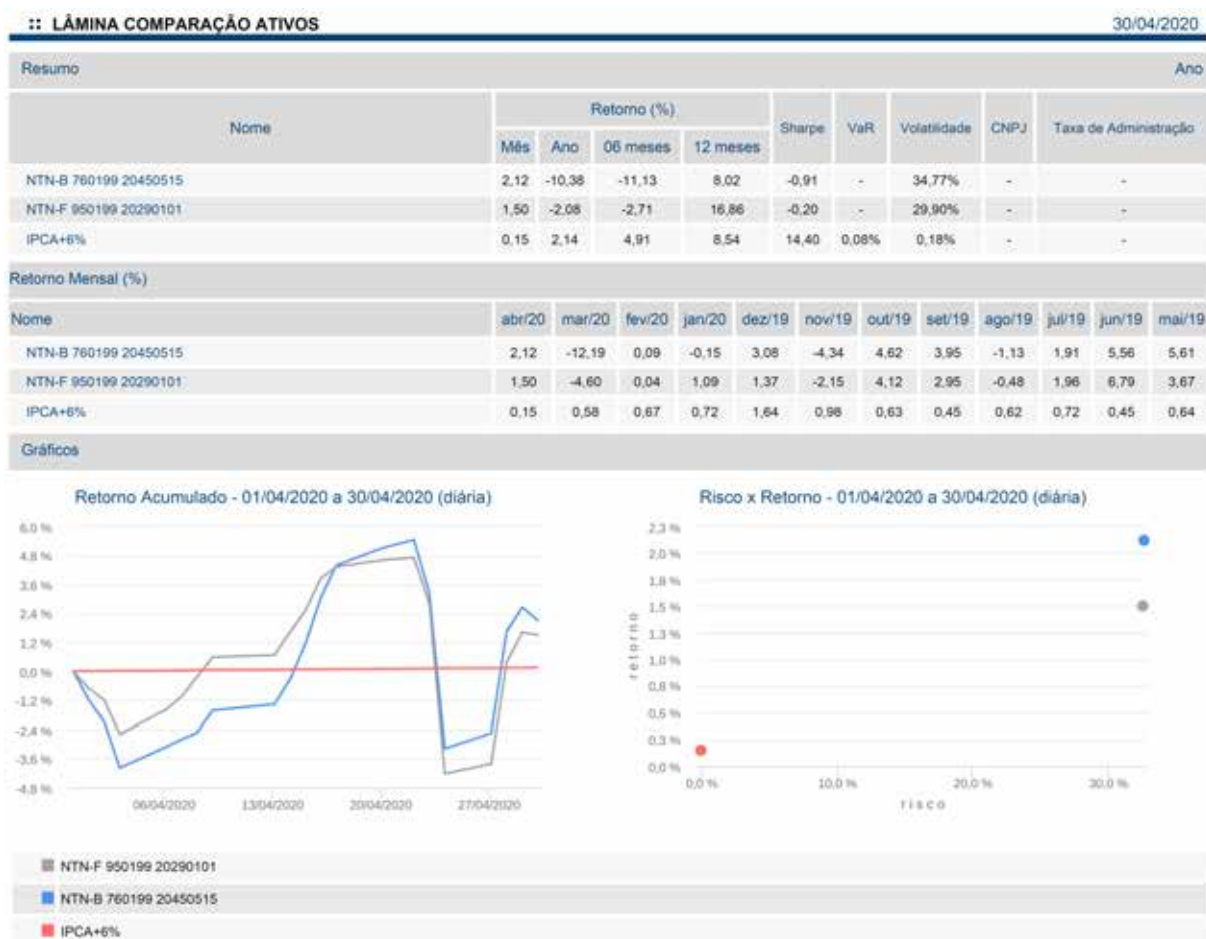 :: LÂMINA COMPARAÇÃO ATIVOS 30/04/2020
Resumo Ano
Nome Retorno (%) Sharpe VaR Volatilidade CNPJ Taxa de Administração
Mês Ano 06 meses 12 meses
NTN-B 760199 20450515 2,12 -10,38 -11,13 8,02 -0,91 - 34,77% - -
NTN-F 950199 20290101 1,50 -2,08 -2,71 16,86 -0,20 - 29,90% - -
IPCA+6% 0,15 2,14 4,91 8,54 14,40 0,08% 0,18% - -
Retorno Mensal (%)
Nome abr/20 mar/20 fev/20 jan/20 dez/19 nov/19 out/19 set/19 ago/19 jul/19 jun/19 mai/19
NTN-B 760199 20450515 2,12 -12,19 0,09 -0,15 3,08 -4,34 4,62 3,95 -1,13 1,91 5,56 5,61
NTN-F 950199 20290101 1,50 -4,60 0,04 1,09 1,37 -2,15 4,12 2,95 -0,48 1,96 6,79 3,67
IPCA+6% 0,15 0,58 0,67 0,72 1,64 0,98 0,63 0,45 0,62 0,72 0,45 0,64
Gráficos
Retorno Acumulado - 01/04/2020 a 30/04/2020 (diária)
6,0 %
4,8 %
3,6 %
2,4 %
1,2 %
0,0 %
-1,2 %
-2,4 %
-3,6 %
-4,8 %
06/04/2020 13/04/2020 20/04/2020 27/04/2020
Risco x Retorno - 01/04/2020 a 30/04/2020 (diária)
2,3 %
2,0 %
1,8 %
1,5 %
1,3 %
1,0 %
0,8 %
0,5 %
0,3 %
0,0 %
retorno
0,0 % 10,0 % 20,0 % 30,0 %
risco
NTN-F 950199 20290101
NTN-B 760199 20450515
IPCA+6%